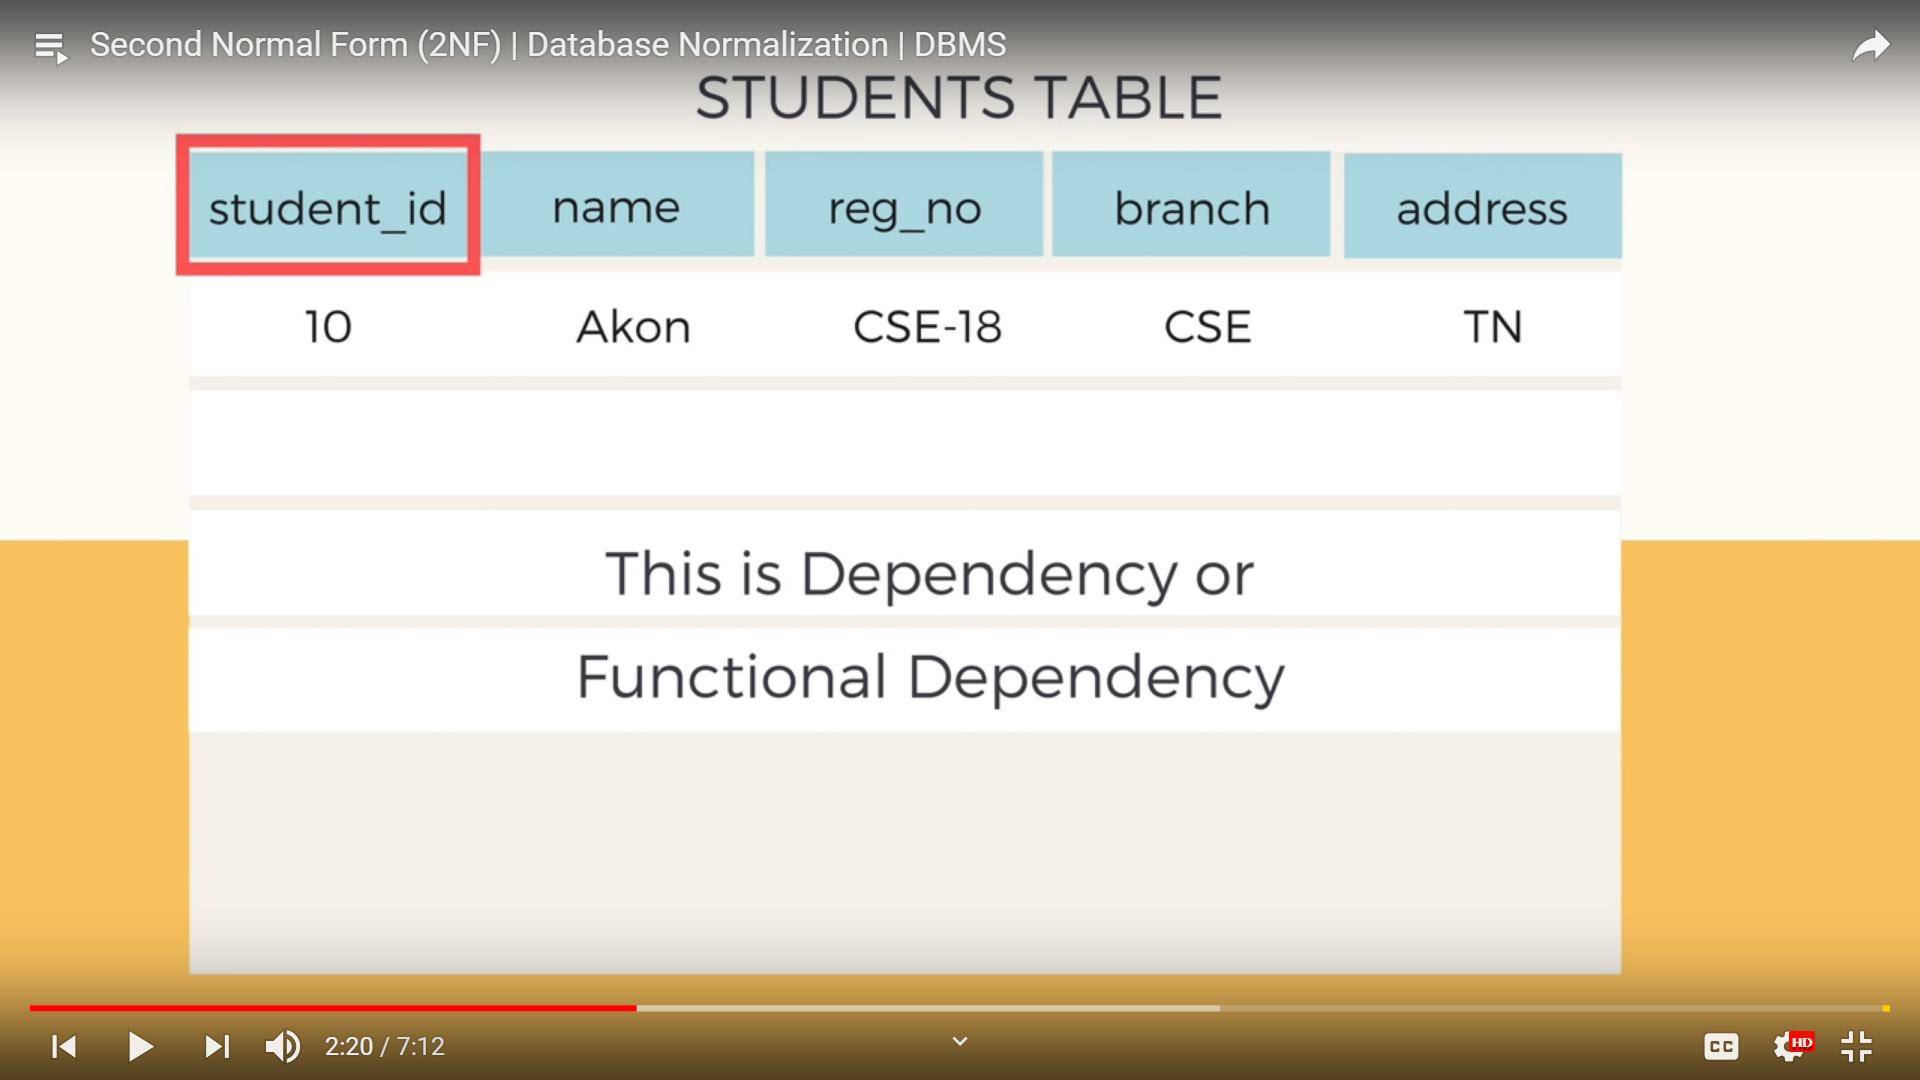 Second Normal Form (2NF) | Database Normalization | DBMS
STUDENTS TABLE
student_id name reg_no branch address
10 Akon CSE-18 CSE TN
This is Dependency or
Functional Dependency
2:20 / 7:12
CC HD